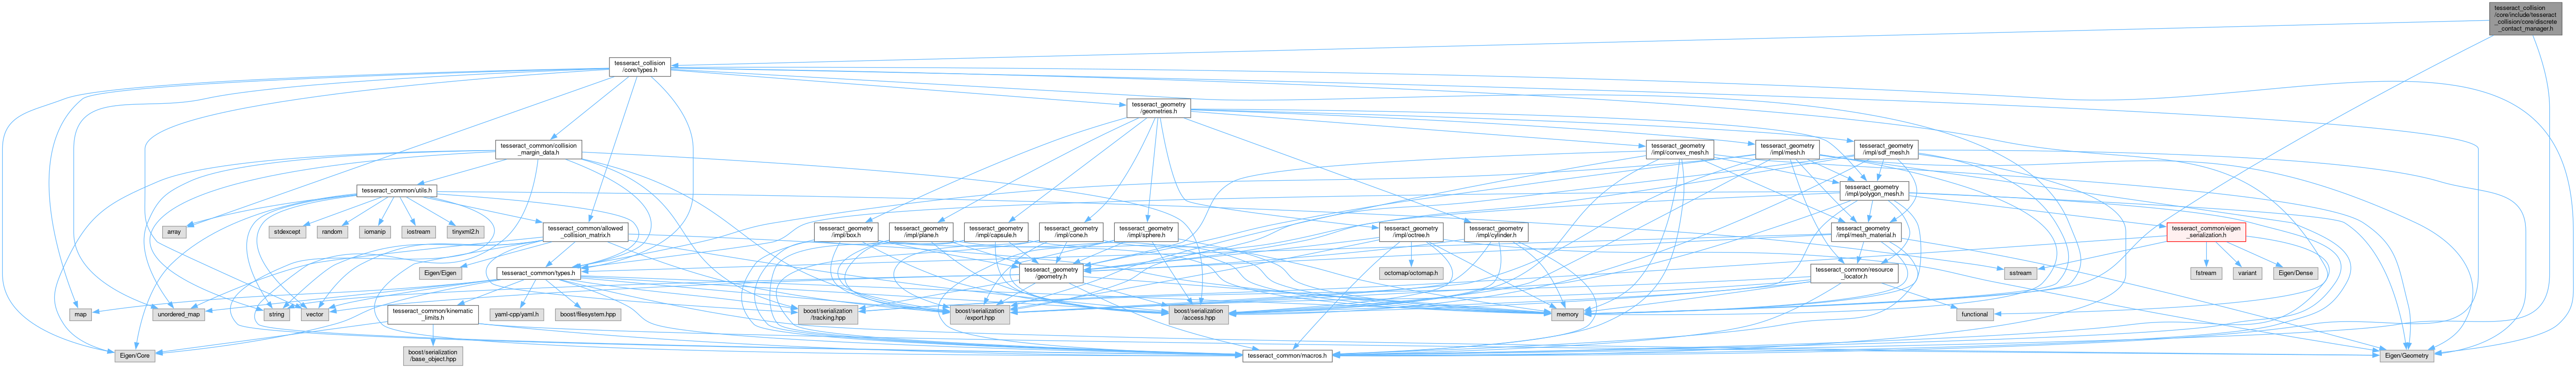 tesseract_collision
/core/include/tesseract
_collision/core/discrete
_contact_manager.h
tesseract_collision
/core/types.h
tesseract_geometry
/geometries.h
tesseract_common/collision
_margin_data.h
tesseract_geometry
/impl/convex_mesh.h
tesseract_geometry
/impl/mesh.h
tesseract_geometry
/impl/sdf_mesh.h
tesseract_common/utils.h
tesseract_geometry
/impl/polygon_mesh.h
array
stdexcept
random
iomanip
iostream
tinyxml2.h
tesseract_common/allowed
_collision_matrix.h
tesseract_geometry
/impl/box.h
tesseract_geometry
/impl/plane.h
tesseract_geometry
/impl/capsule.h
tesseract_geometry
/impl/cone.h
tesseract_geometry
/impl/sphere.h
tesseract_geometry
/impl/octree.h
tesseract_geometry
/impl/cylinder.h
tesseract_geometry
/impl/mesh_material.h
tesseract_common/eigen
_serialization.h
Eigen/Eigen
tesseract_common/types.h
tesseract_geometry
/geometry.h
octomap/octomap.h
tesseract_common/resource
_locator.h
sstream
fstream
variant
Eigen/Dense
map
unordered_map
string
vector
tesseract_common/kinematic
_limits.h
yaml-cpp/yaml.h
boost/filesystem.hpp
boost/serialization
/tracking.hpp
boost/serialization
/export.hpp
boost/serialization
/access.hpp
memory
functional
Eigen/Core
boost/serialization
/base_object.hpp
tesseract_common/macros.h
Eigen/Geometry